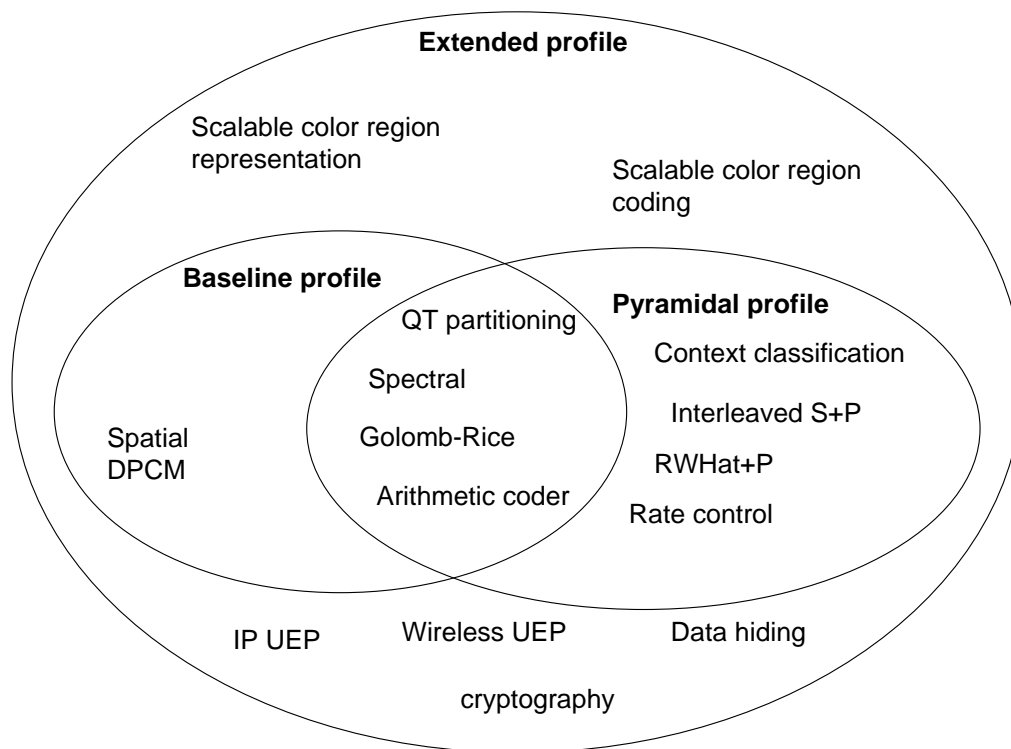 Extended profile
Scalable color region
representation
Scalable color region
coding
Baseline profile
Pyramidal profile
QT partitioning
Context classification
Spectral
Interleaved S+P
Golomb-Rice
Spatial
DPCM
RWHat+P
Arithmetic coder
Rate control
IP UEP
Wireless UEP
Data hiding
cryptography